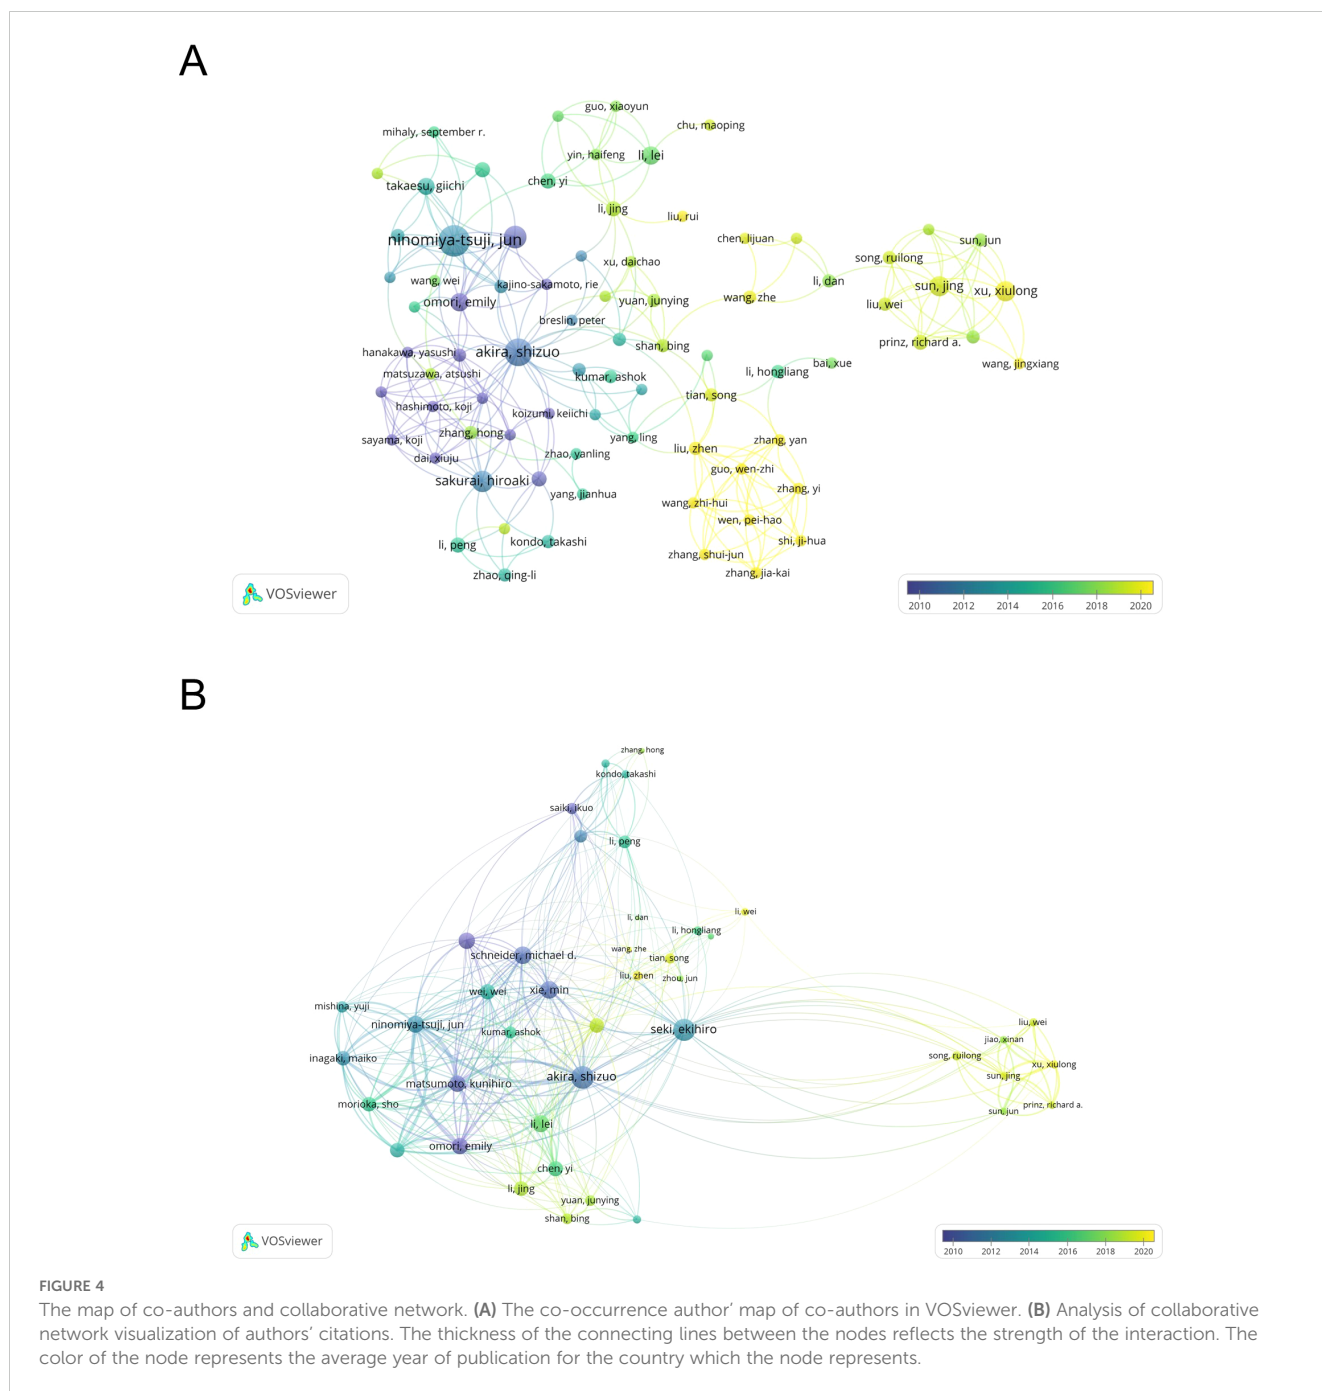 A
guo, xiaoyun
chu, maoping
mihaly, september r.
yin, haifeng
li, lei
chen, yi
takaesu, giichi
li, jing
liu, rui
ninomiya-tsuji, jun
chen, lijuan
sun, jun
song, ruilong
xu, daichao
wang, wei
kajino-sakamoto, rie
li, dan
sun, jing
xu, xiulong
omori, emily
yuan, junying
wang, zhe
liu, wei
breslin, peter
prinz, richard a.
hanakawa, yasushi
akira, shizuo
shan, bing
wang, jingxiang
matsuzawa, atsushi
kumar, ashok
li, hongliang
bai, xue
tian, song
hashimoto, koji
koizumi, keiichi
sayama, koji
zhang, hong
yang, ling
zhang, yan
liu, zhen
dai, xiuju
zhao, yanling
guo, wen-zhi
sakurai, hiroaki
yang, jianhua
zhang, yi
wang, zhi-hui
wen, pei-hao
li, peng
kondo, takashi
shi, ji-hua
zhang, shui-jun
zhao, qing-li
zhang, jia-kai
VOSviewer
2010 2012 2014 2016 2018 2020
B
zhang, hong
kondo, takashi
saiki, ikuo
li, peng
li, wei
li, dan
li, hongliang
wang, zhe
schneider, michael d.
tian, song
liu, zhen
zhou, jun
wei, wei
xie, min
mishina, yuji
ninomiya-tsuji, jun
kumar, ashok
seki, ekihiro
liu, wei
jiao, xinan
inagaki, maiko
song, ruilong
xu, xiulong
akira, shizuo
sun, jing
matsumoto, kunihiro
morioka, sho
sun, jun
prinz, richard a.
li, lei
omori, emily
chen, yi
li, jing
yuan, junying
shan, bing
VOSviewer
2010 2012 2014 2016 2018 2020
FIGURE 4
The map of co-authors and collaborative network. (A) The co-occurrence author’ map of co-authors in VOSviewer. (B) Analysis of collaborative
network visualization of authors’ citations. The thickness of the connecting lines between the nodes reflects the strength of the interaction. The
color of the node represents the average year of publication for the country which the node represents.